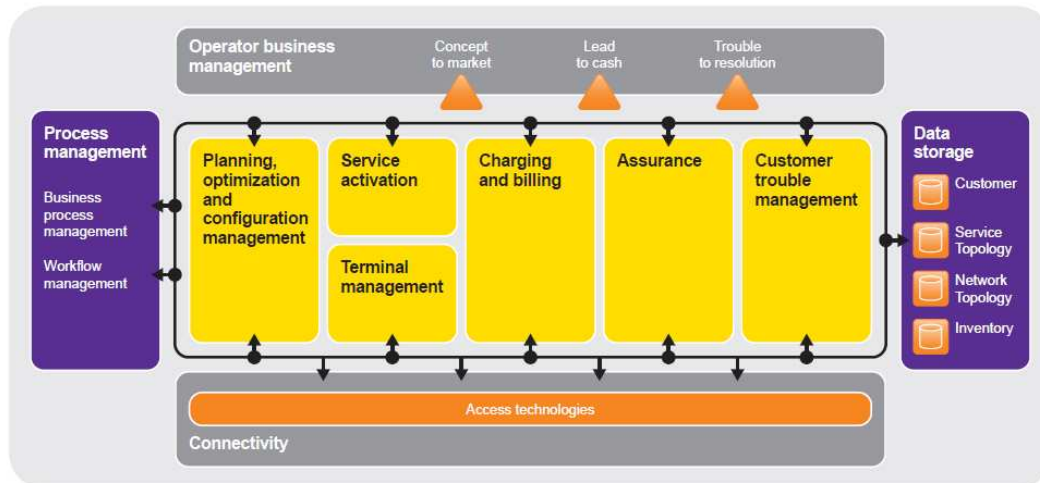 Operator business
management
Concept
to market
Lead
to cash
Trouble
to resolution
Process
management
Business
process
management
Workflow
management
Planning,
optimization
and
configuration
management
Service
activation
Terminal
management
Charging
and billing
Assurance
Customer
trouble
management
Data
storage
Customer
Service
Topology
Network
Topology
Inventory
Access technologies
Connectivity